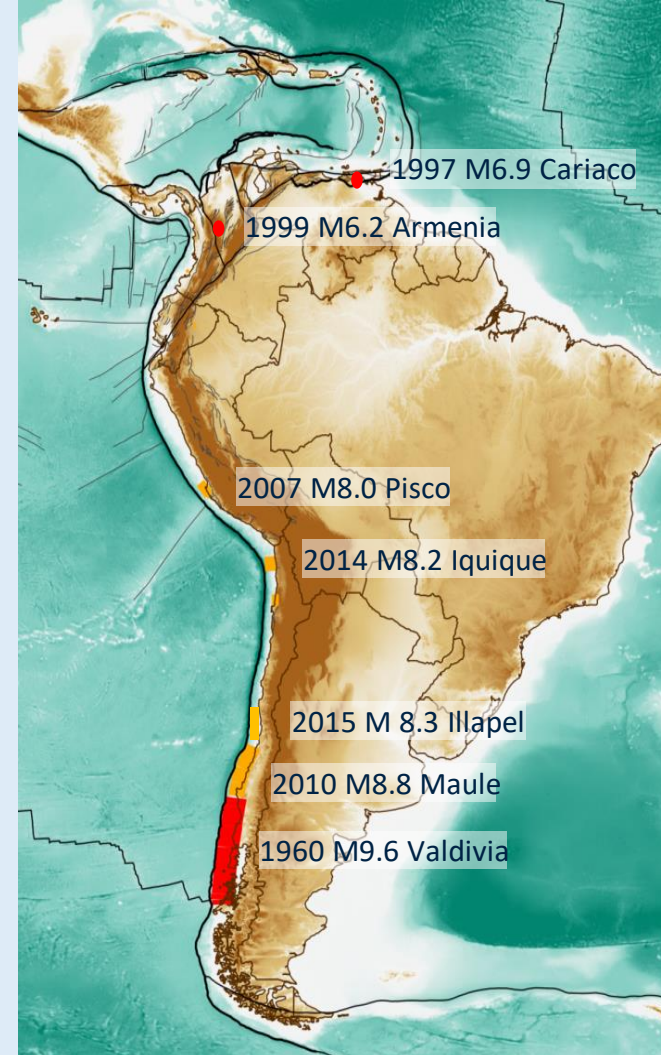 1997 M6.9 Cariaco
1999 M6.2 Armenia
2007 M8.0 Pisco
2014 M8.2 Iquique
2015 M 8.3 Illapel
2010 M8.8 Maule
1960 M9.6 Valdivia